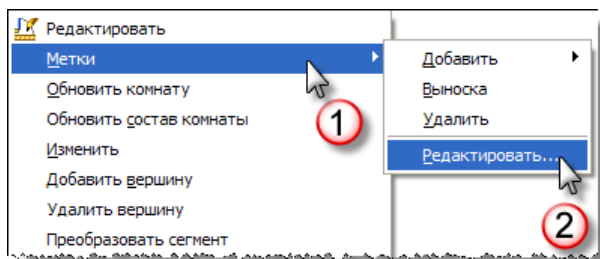 Редактировать
Метки
Обновить комнату
Обновить состав комнаты
Изменить
Добавить вершину
Удалить вершину
Преобразовать сегмент
1
Добавить
Выноска
Удалить
Редактировать...
2